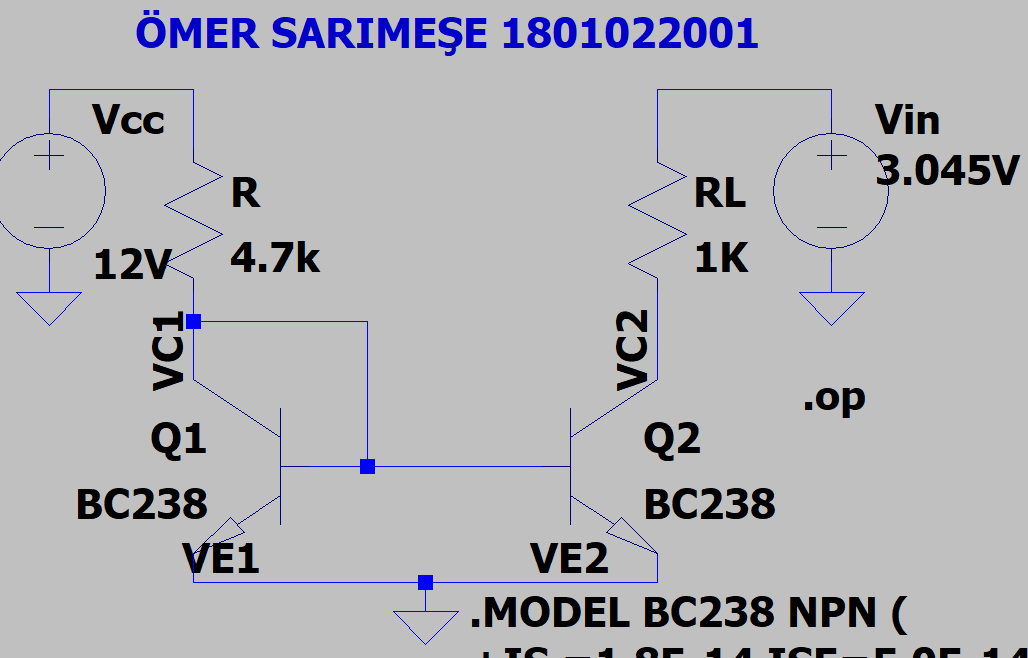 ÖMER SARIMEŞE 1801022001
Vcc
Vin
3.045V
R
RL
12V
4.7k
1K
VC1
VC2
.op
Q1
Q2
BC238
BC238
VE1
VE2
.MODEL BC238 NPN (